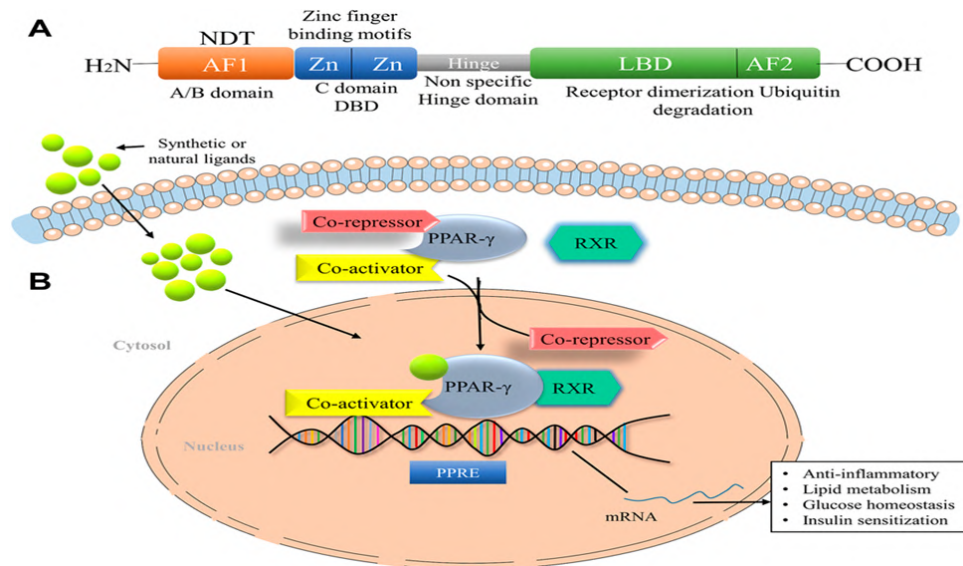 A
NDT
Zinc finger
binding motifs
H₂N
AF1
Zn
Zn
Hinge
LBD
AF2
COOH
A/B domain
C domain
DBD
Non specific
Hinge domain
Receptor dimerization Ubiquitin
degradation
Synthetic or
natural ligands
Co-repressor
PPAR-γ
RXR
Co-activator
B
Cytosol
Co-repressor
PPAR-γ
RXR
Co-activator
Nucleus
PPRE
mRNA
• Anti-inflammatory
• Lipid metabolism
• Glucose homeostasis
• Insulin sensitization